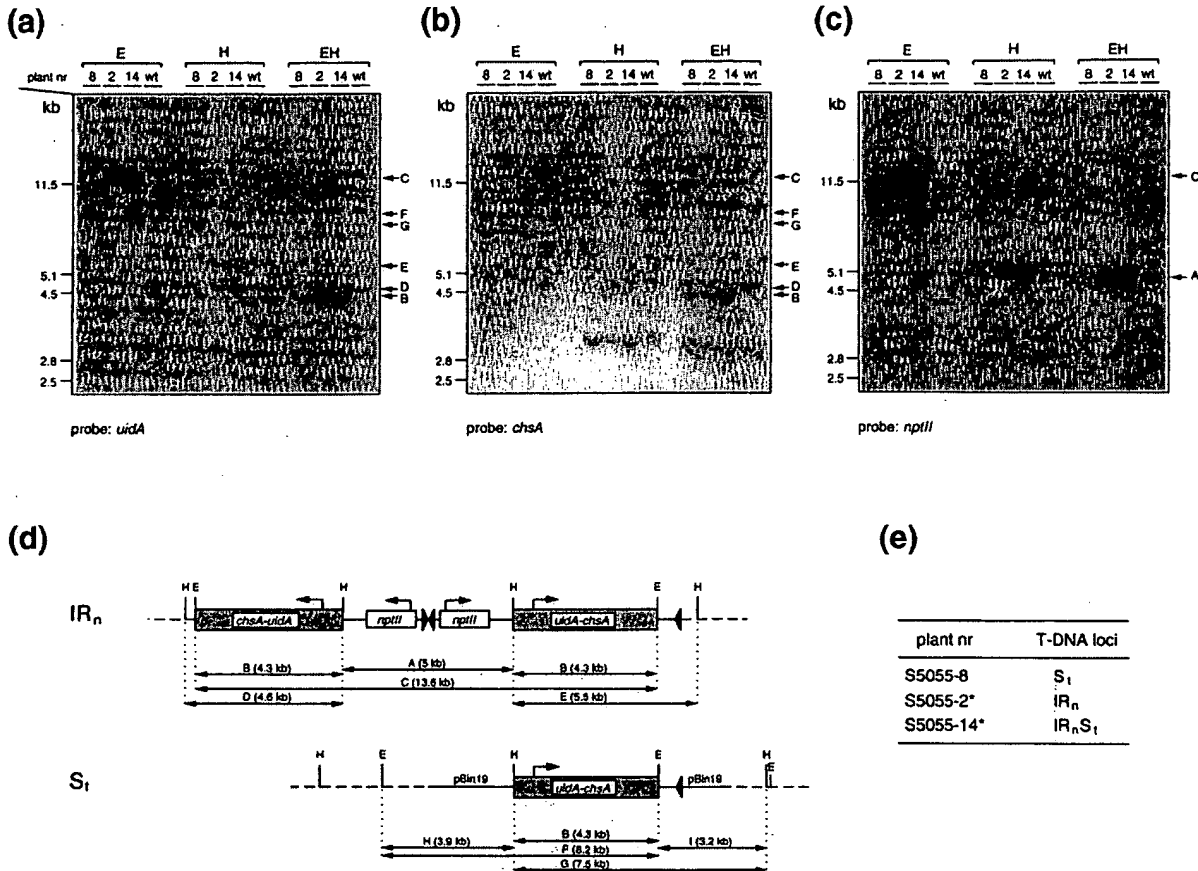 (a)
E H EH
plant nr 8 2 14 wt 8 2 14 wt 8 2 14 wt
kb
11.5
5.1
4.5
2.8
2.5
C
F
G
E
D
B
probe: uidA
(b)
E H EH
8 2 14 wt 8 2 14 wt 8 2 14 wt
kb
11.5
5.1
4.5
2.8
2.5
C
F
G
E
D
B
probe: chsA
(c)
E H EH
8 2 14 wt 8 2 14 wt 8 2 14 wt
kb
11.5
5.1
4.5
2.8
2.5
C
A
probe: nptII
(d)
IRn
H E H H E H
chsA-uidA nptII nptII uidA-chsA
B (4.3 kb) A (5 kb) B (4.3 kb)
C (13.6 kb)
D (4.6 kb) E (5.5 kb)
St
H E H E H
E
pBin19 uidA-chsA pBin19
B (4.3 kb)
H (3.9 kb) I (3.2 kb)
F (8.2 kb)
G (7.5 kb)
(e)
plant nr T-DNA loci
S5055-8 St
S5055-2* IRn
S5055-14* IRnSt